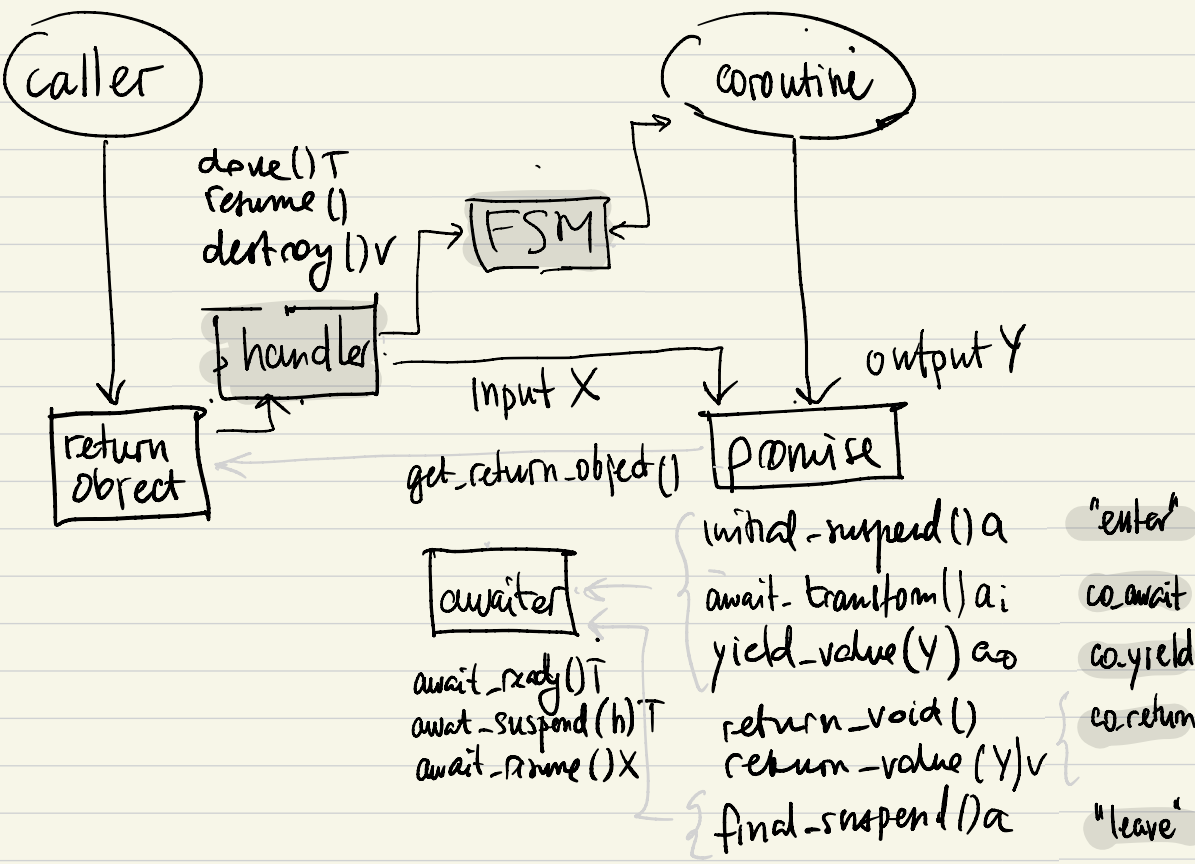 caller
coroutine
done()T
resume()
destroy()v
FSM
handler
input X
output Y
return
object
get_return_object()
promise
awaiter
initial_suspend()a "enter"
await_transform()ai co_await
yield_value(Y)ao co_yield
await_ready()T
awat_suspend(h)T
await_resume()X
return_void() co_return
return_value(Y)v
final_suspend()a "leave"